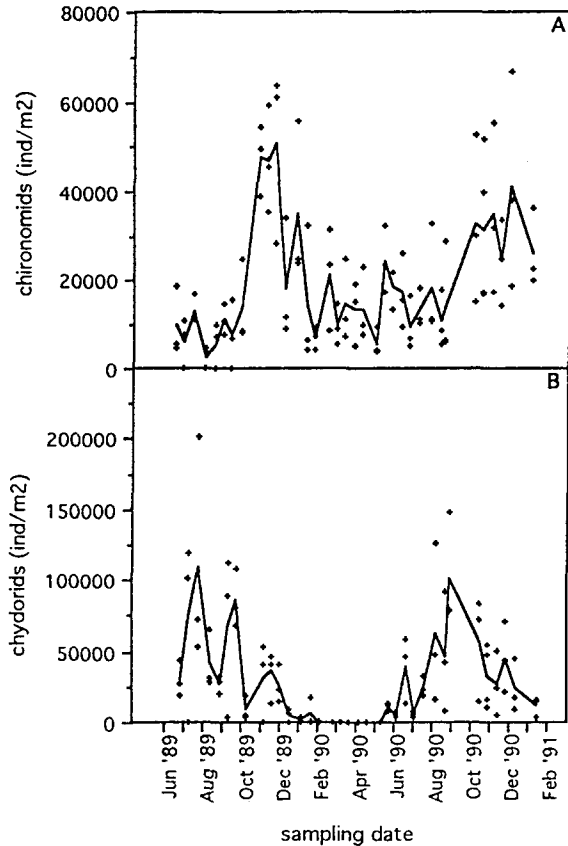 80000
A
60000
40000
20000
0
chironomids (ind/m2)
B
200000
150000
100000
50000
0
chydorids (ind/m2)
Jun '89
Aug '89
Oct '89
Dec '89
Feb '90
Apr '90
Jun '90
Aug '90
Oct '90
Dec '90
Feb '91
sampling date